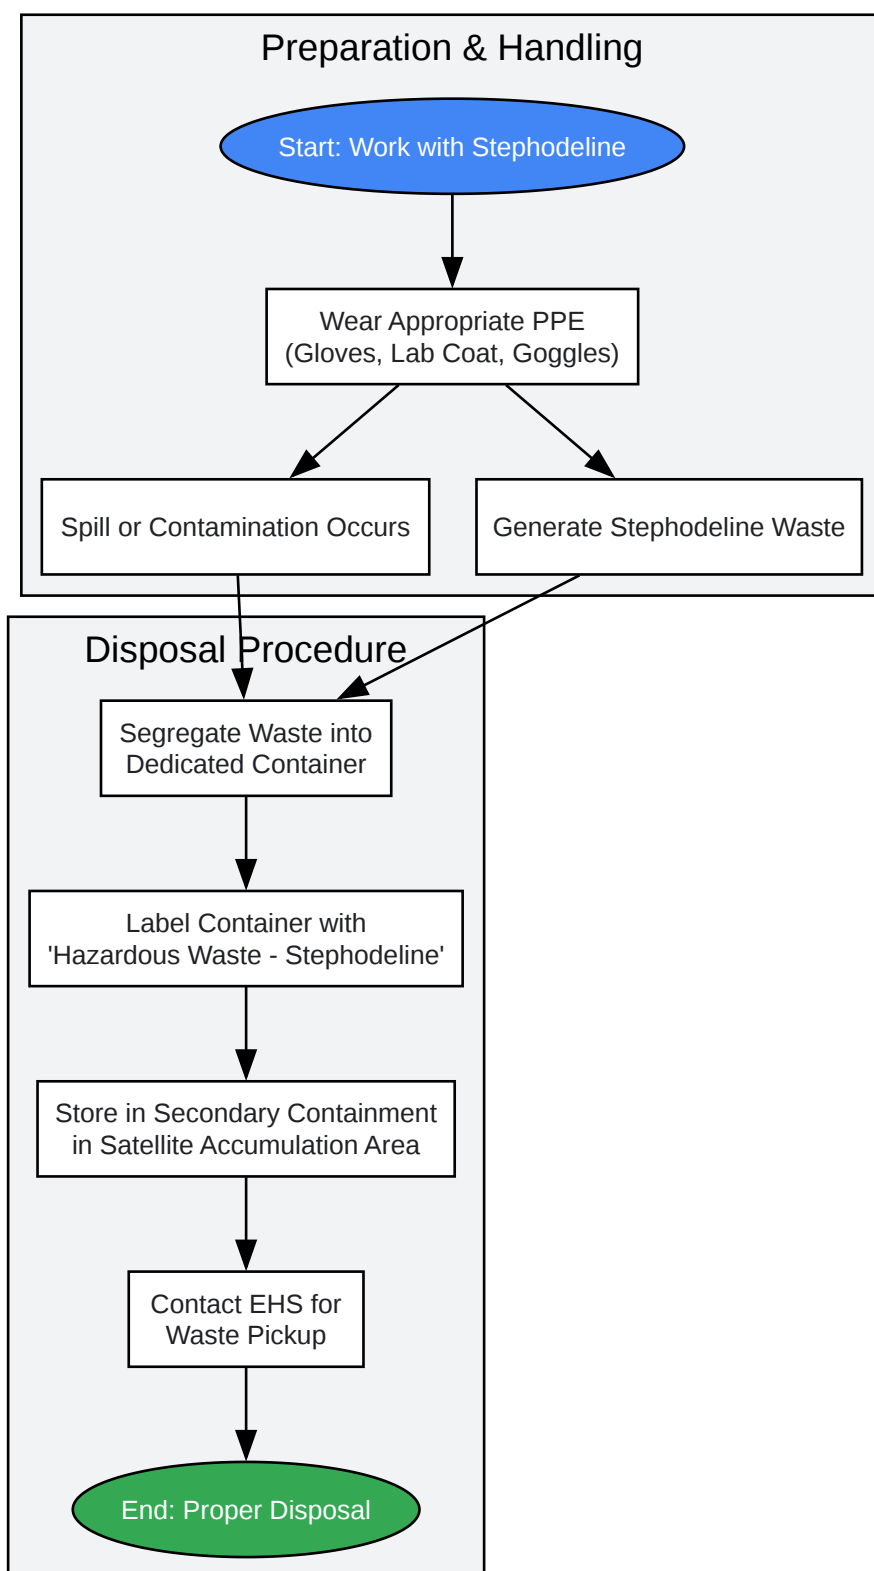 Preparation & Handling
Start: Work with Stephodeline
Wear Appropriate PPE
(Gloves, Lab Coat, Goggles)
Spill or Contamination Occurs
Generate Stephodeline Waste
Disposal Procedure
Segregate Waste into
Dedicated Container
Label Container with
'Hazardous Waste - Stephodeline'
Store in Secondary Containment
in Satellite Accumulation Area
Contact EHS for
Waste Pickup
End: Proper Disposal